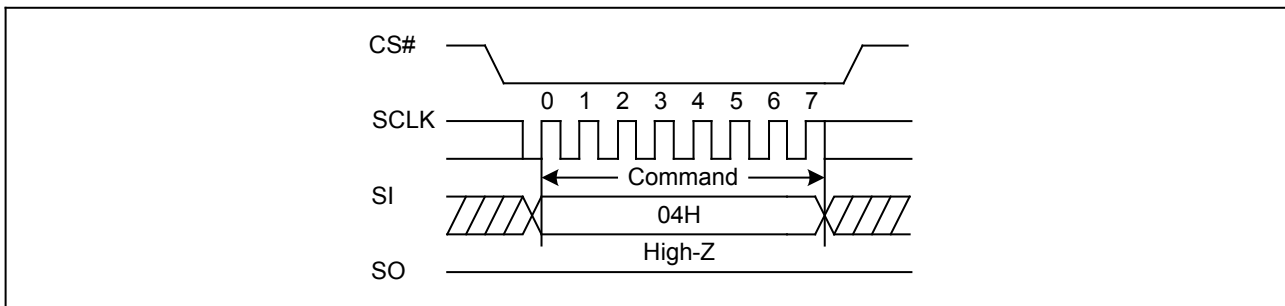 CS#
0 1 2 3 4 5 6 7
SCLK
Command
SI
04H
High-Z
SO